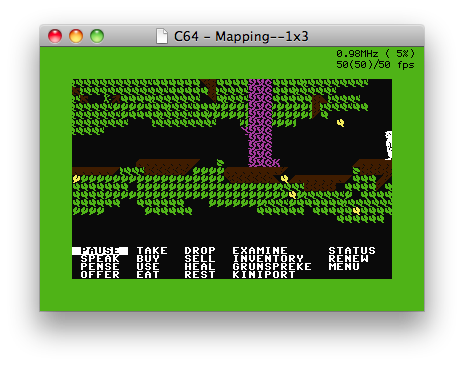 C64 - Mapping--1x3
0.98MHz ( 5%)
50(50)/50 fps
PAUSE TAKE DROP EXAMINE STATUS
SPEAK BUY SELL INVENTORY RENEW
PENSE USE HEAL GRUNSPREKE MENU
OFFER EAT REST KINIPORT